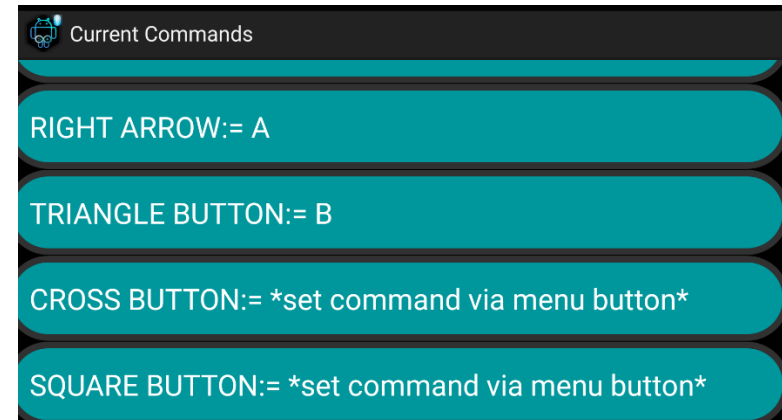 Current Commands
RIGHT ARROW:= A
TRIANGLE BUTTON:= B
CROSS BUTTON:= *set command via menu button*
SQUARE BUTTON:= *set command via menu button*